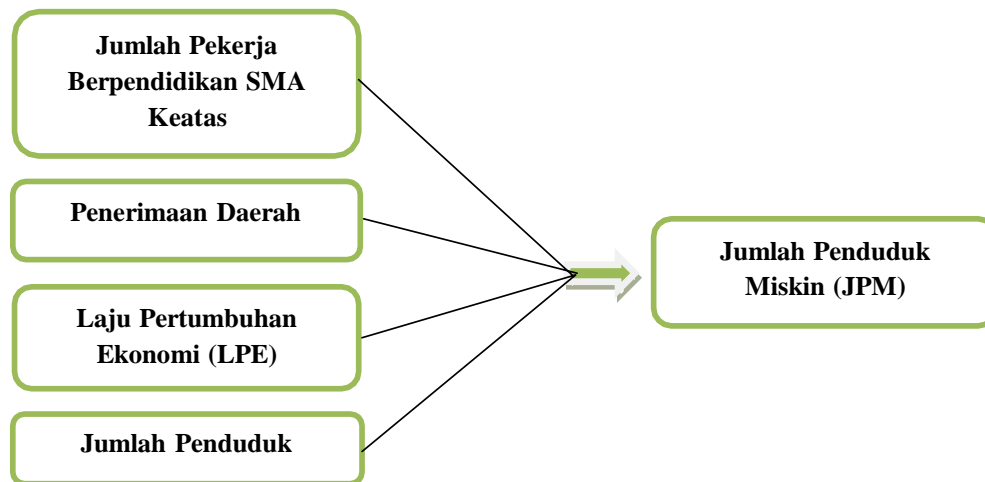 Jumlah Pekerja
Berpendidikan SMA
Keatas
Penerimaan Daerah
Laju Pertumbuhan
Ekonomi (LPE)
Jumlah Penduduk
Jumlah Penduduk
Miskin (JPM)